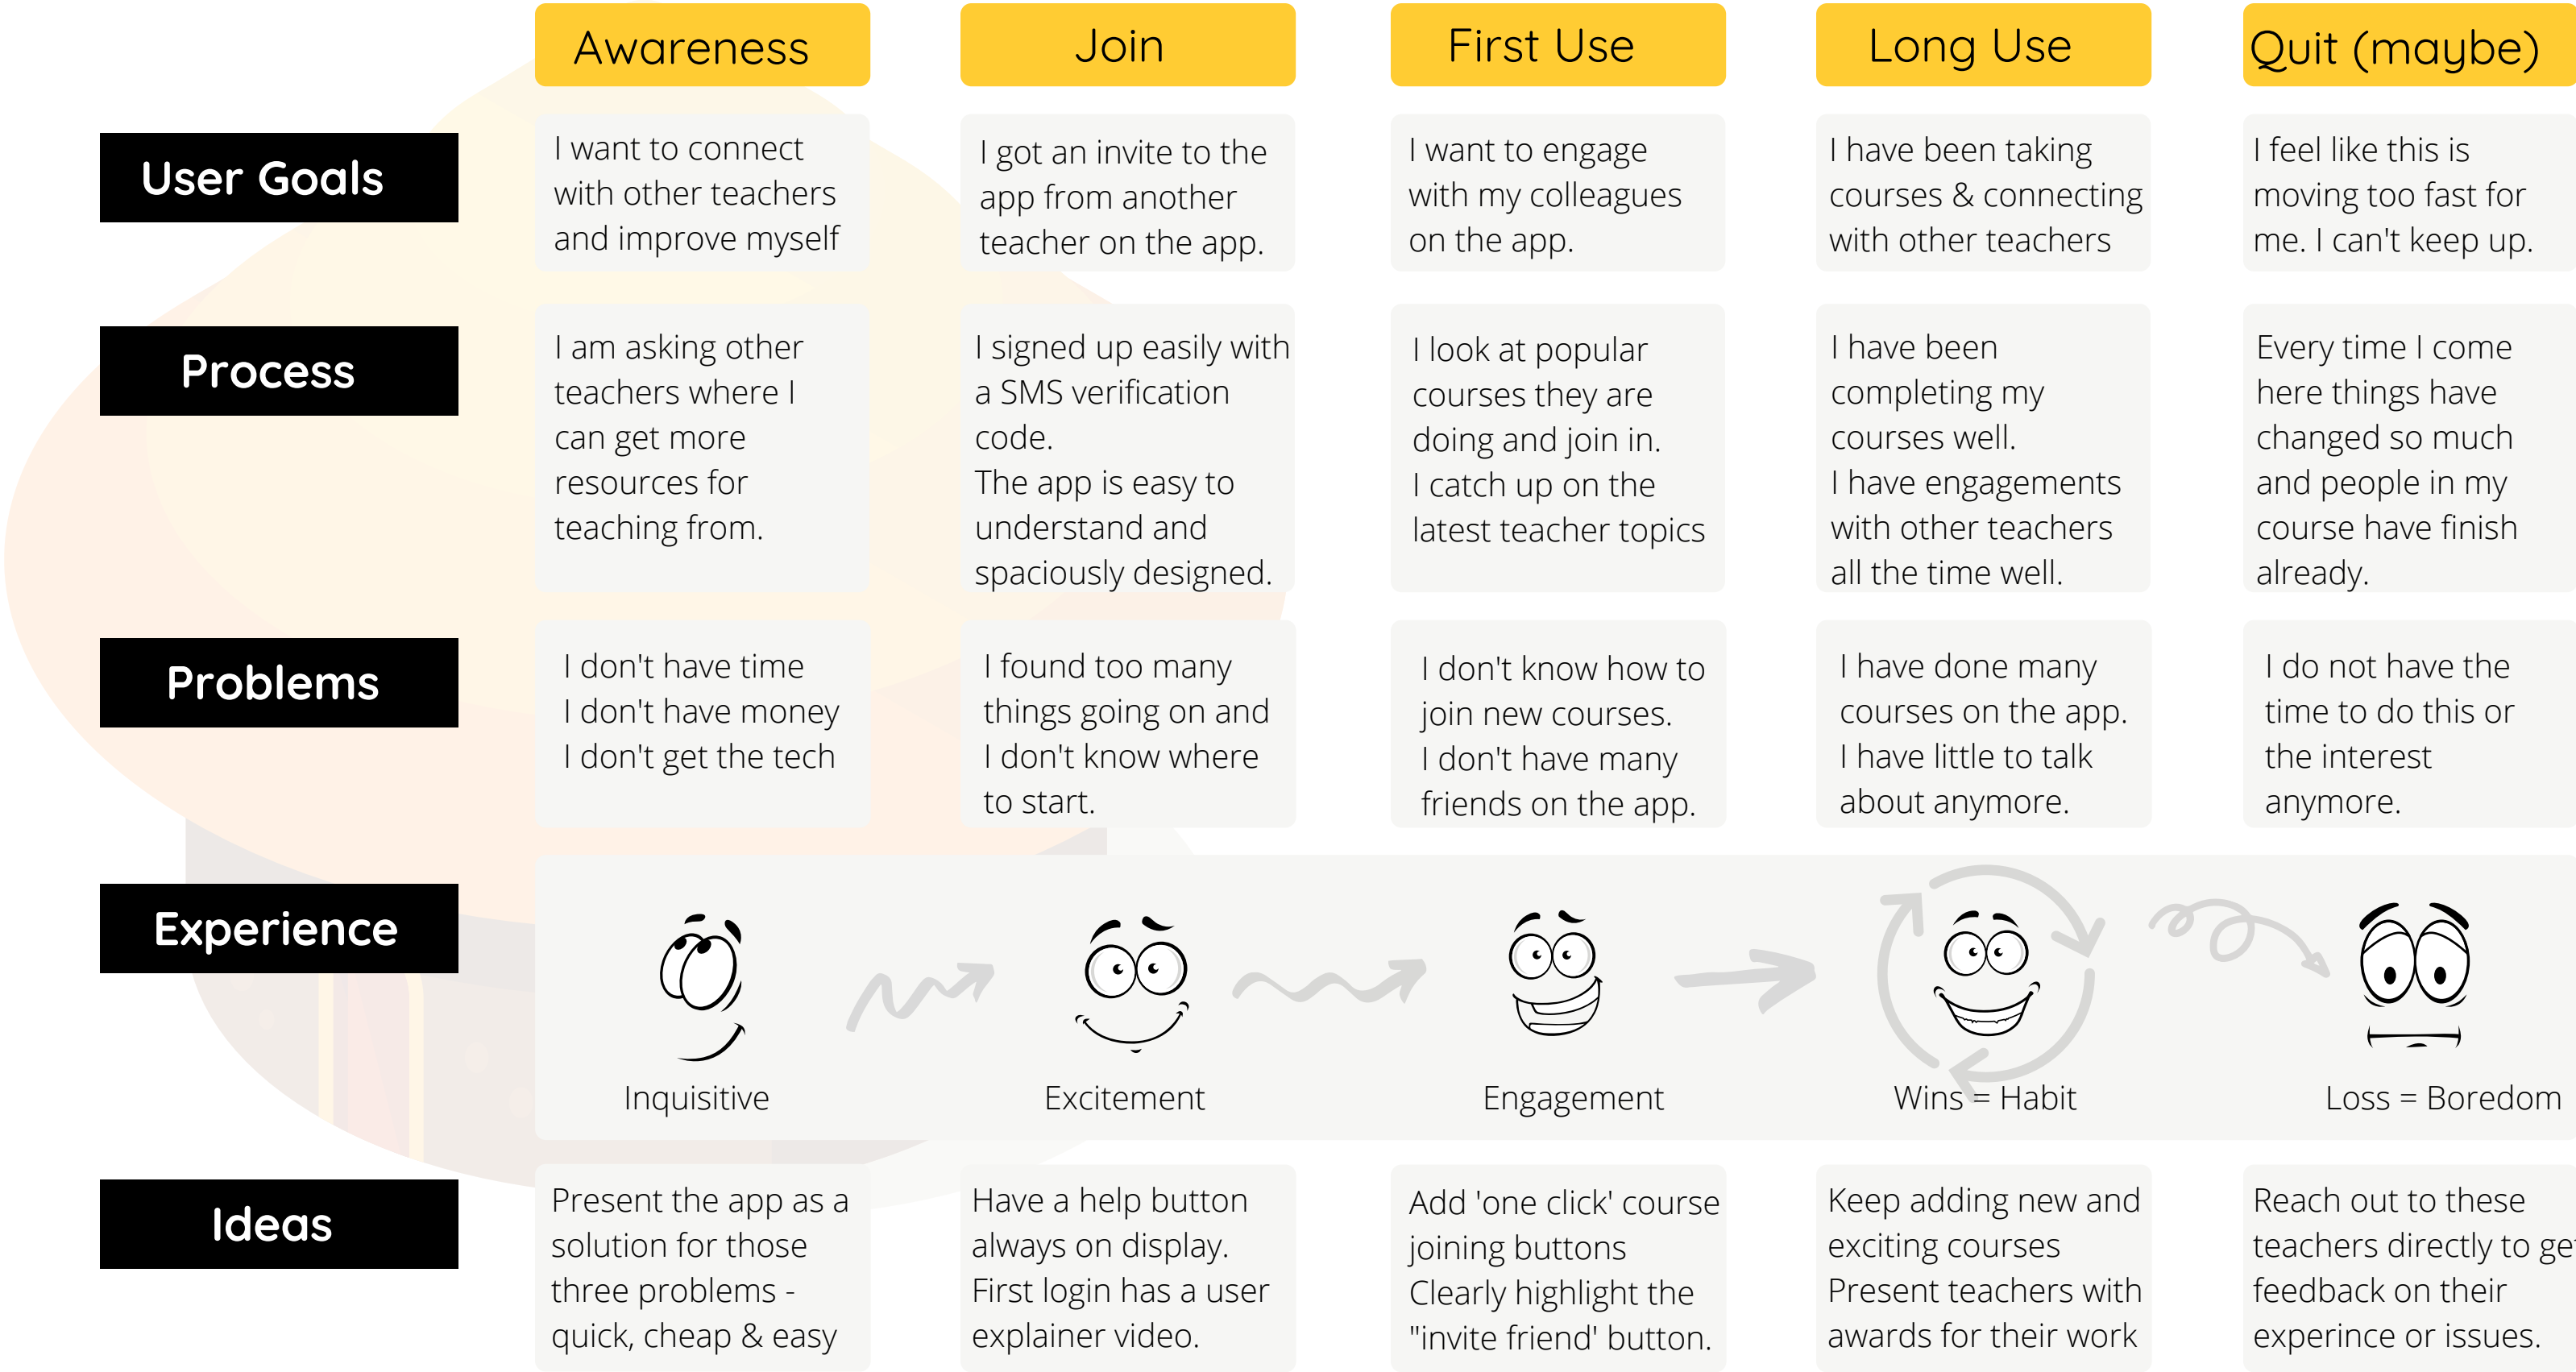 Awareness
Join
First Use
Long Use
Quit (maybe)
User Goals
I want to connect
with other teachers
and improve myself
I got an invite to the
app from another
teacher on the app.
I want to engage
with my colleagues
on the app.
I have been taking
courses & connecting
with other teachers
I feel like this is
moving too fast for
me. I can't keep up.
Process
I am asking other
teachers where I
can get more
resources for
teaching from.
I signed up easily with
a SMS verification
code.
The app is easy to
understand and
spaciously designed.
I look at popular
courses they are
doing and join in.
I catch up on the
latest teacher topics
I have been
completing my
courses well.
I have engagements
with other teachers
all the time well.
Every time I come
here things have
changed so much
and people in my
course have finish
already.
Problems
I don't have time
I don't have money
I don't get the tech
I found too many
things going on and
I don't know where
to start.
I don't know how to
join new courses.
I don't have many
friends on the app.
I have done many
courses on the app.
I have little to talk
about anymore.
I do not have the
time to do this or
the interest
anymore.
Experience
Inquisitive
Excitement
Engagement
Wins = Habit
Loss = Boredom
Ideas
Present the app as a
solution for those
three problems -
quick, cheap & easy
Have a help button
always on display.
First login has a user
explainer video.
Add 'one click' course
joining buttons
Clearly highlight the
"invite friend' button.
Keep adding new and
exciting courses
Present teachers with
awards for their work
Reach out to these
teachers directly to get
feedback on their
experince or issues.